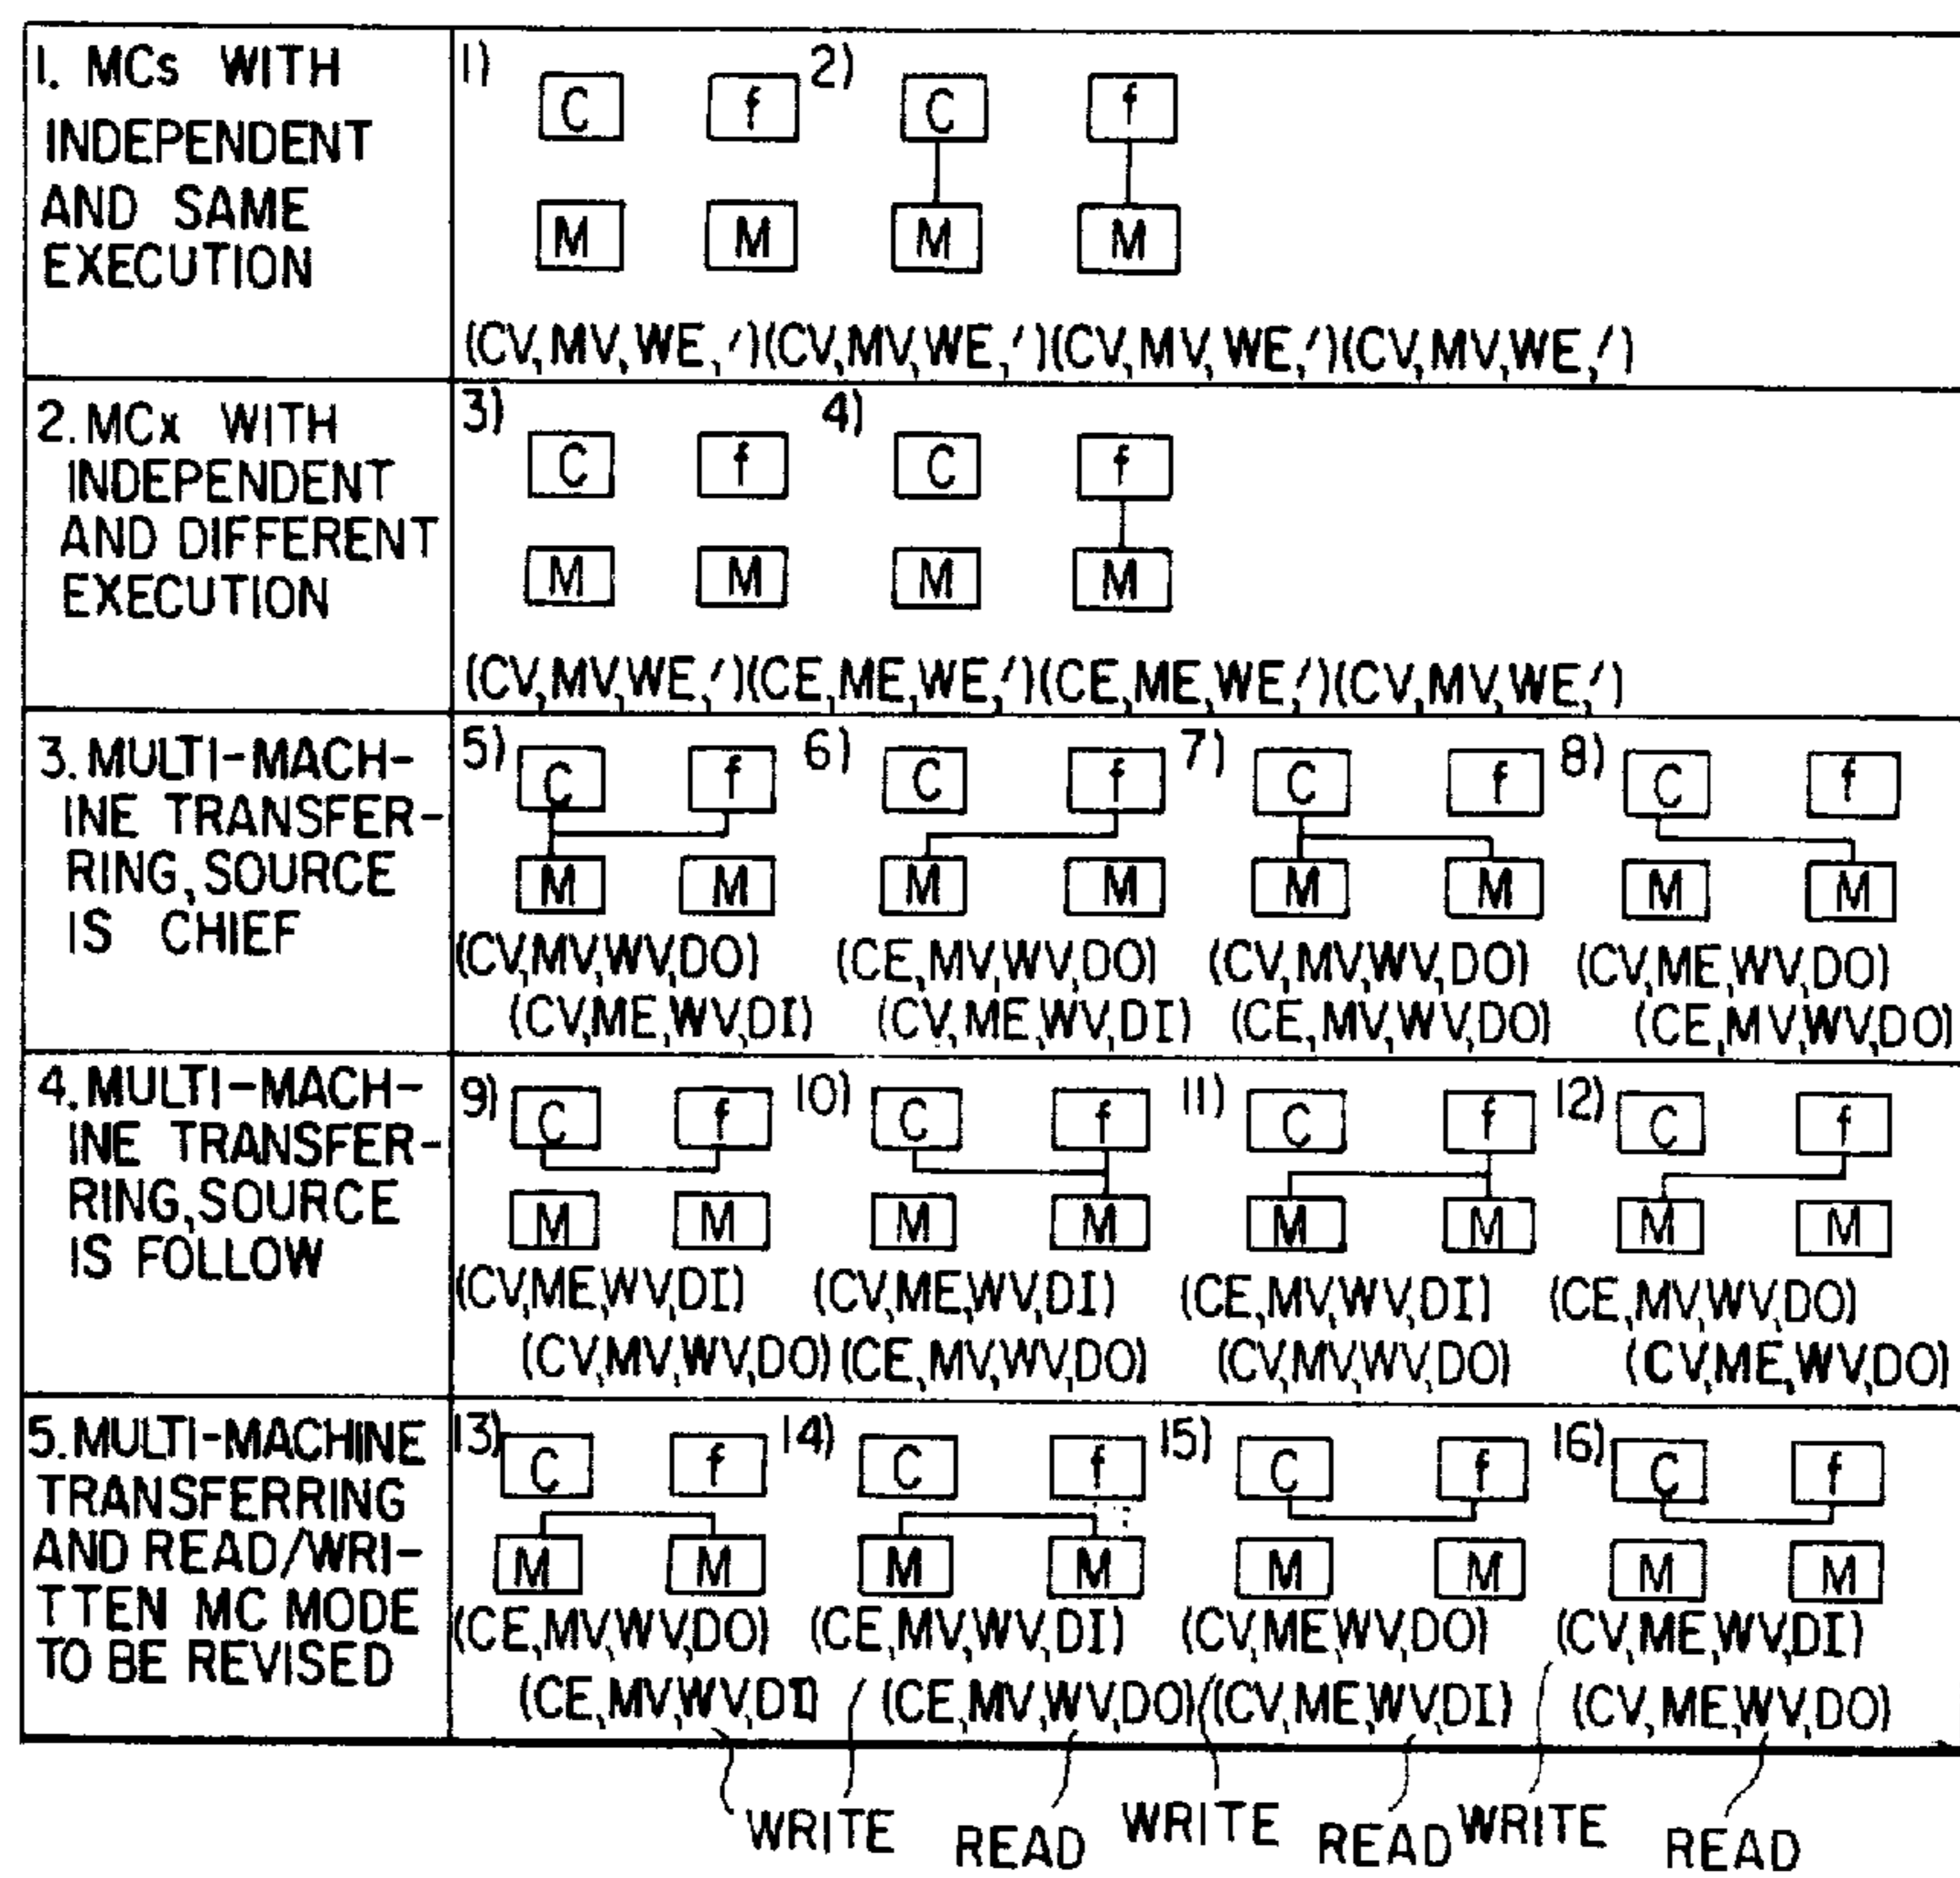 1. MCs WITH
INDEPENDENT
AND SAME
EXECUTION
1) C f 2) C f
M M M M
(CV,MV,WE,')(CV,MV,WE,')(CV,MV,WE,')(CV,MV,WE,')
2. MCx WITH
INDEPENDENT
AND DIFFERENT
EXECUTION
3) C f 4) C f
M M M M
(CV,MV,WE,')(CE,ME,WE,')(CE,ME,WE,')(CV,MV,WE,')
3. MULTI-MACH-
INE TRANSFER-
RING,SOURCE
IS CHIEF
5) C f 6) C f 7) C f 8) C f
M M M M M M M M
(CV,MV,WV,DO) (CE,MV,WV,DO) (CV,MV,WV,DO) (CV,ME,WV,DO)
(CV,ME,WV,DI) (CV,ME,WV,DI) (CE,MV,WV,DO) (CE,MV,WV,DO)
4. MULTI-MACH-
INE TRANSFER-
RING,SOURCE
IS FOLLOW
9) C f 10) C f 11) C f 12) C f
M M M M M M M M
(CV,ME,WV,DI) (CV,ME,WV,DI) (CE,MV,WV,DI) (CE,MV,WV,DO)
(CV,MV,WV,DO) (CE,MV,WV,DO) (CV,MV,WV,DO) (CV,ME,WV,DO)
5. MULTI-MACHINE
TRANSFERRING
AND READ/WRI-
TTEN MC MODE
TO BE REVISED
13) C f 14) C f 15) C f 16) C f
M M M M M M M M
(CE,MV,WV,DO) (CE,MV,WV,DI) (CV,ME,WV,DO) (CV,ME,WV,DI)
(CE,MV,WV,DI) (CE,MV,WV,DO) (CV,ME,WV,DI) (CV,ME,WV,DO)
WRITE READ WRITE READ WRITE READ